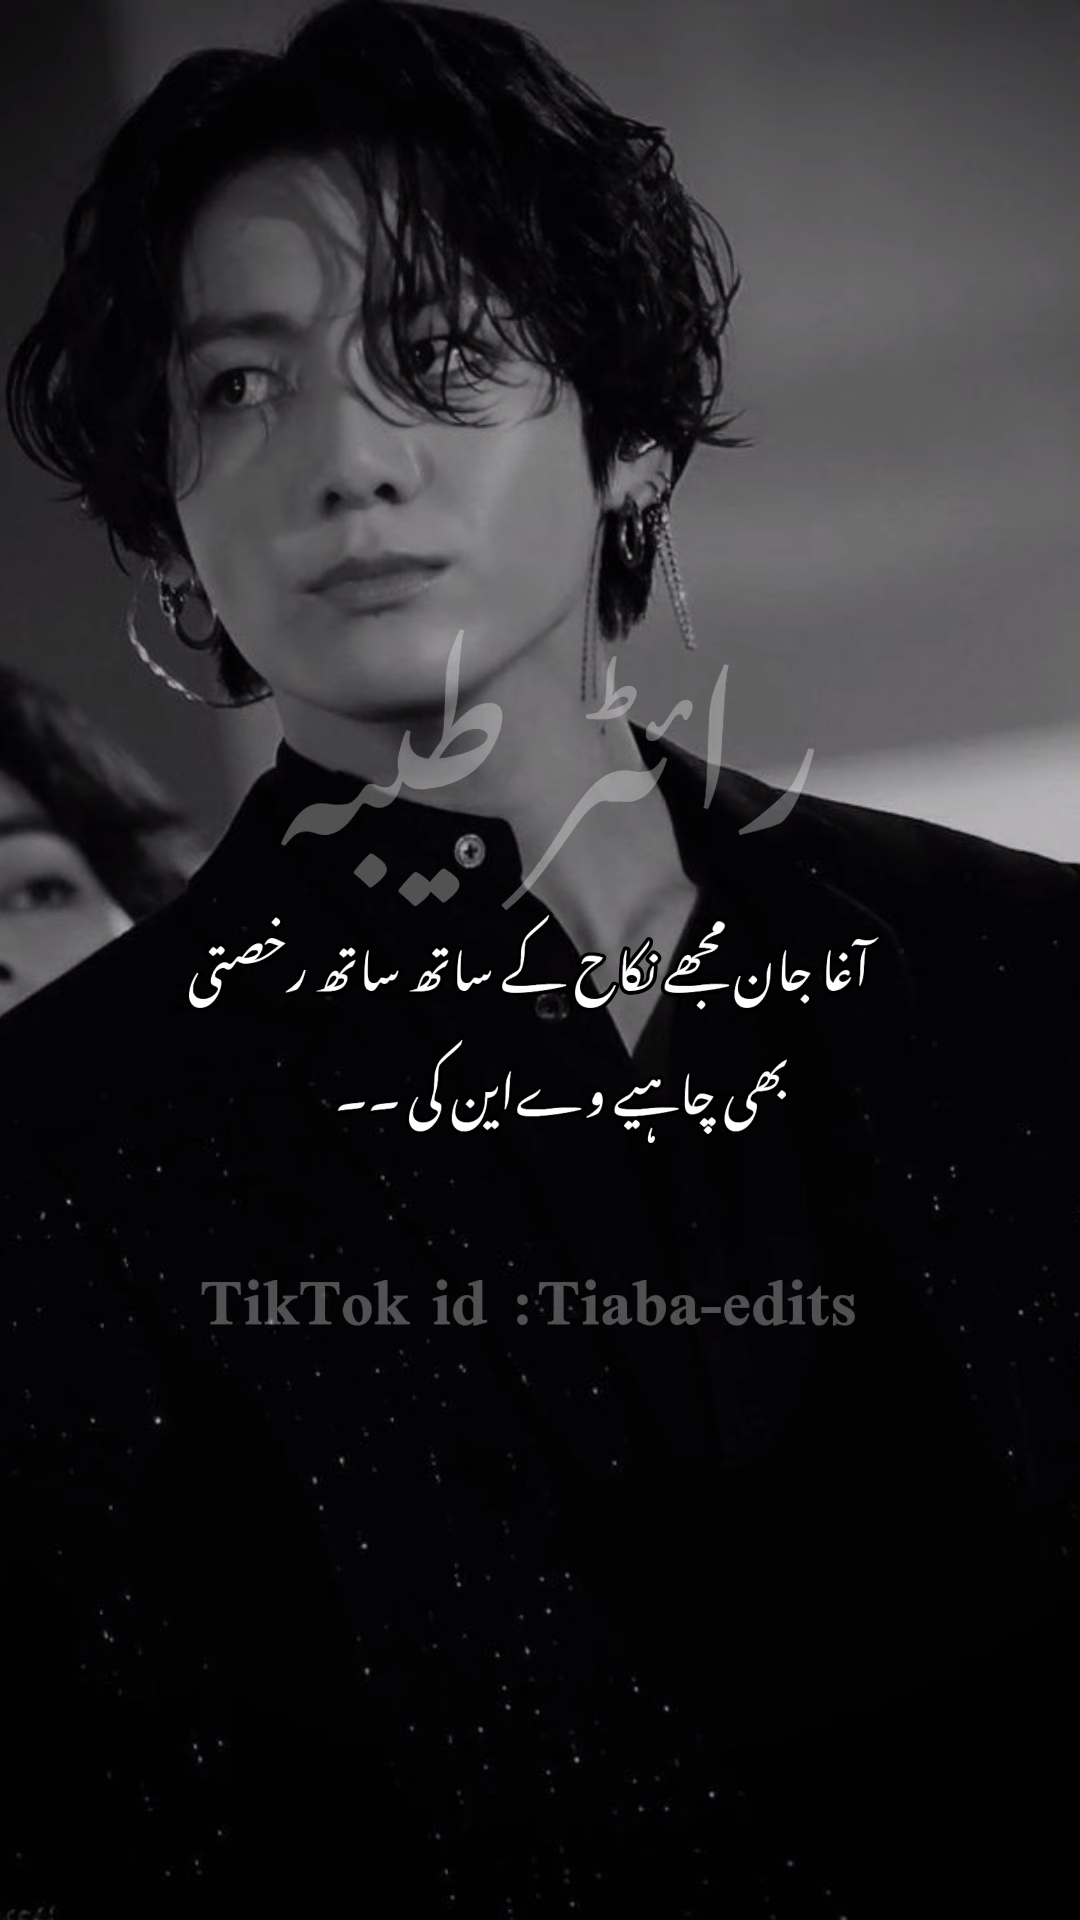 رائٹر طیبہ
آغا جان مجھے نکاح کے ساتھ ساتھ رخصتی
بھی چاہیے وے این کی ۔۔
TikTok id :Tiaba-edits